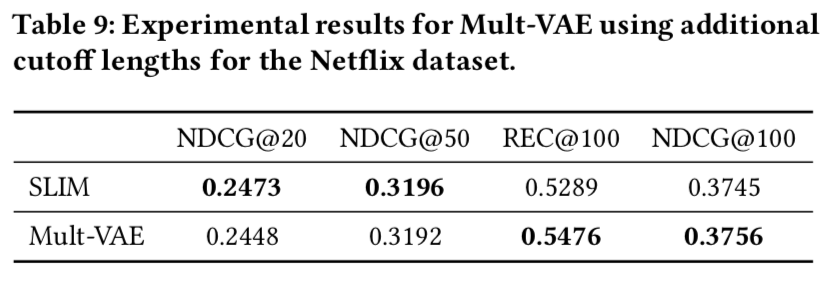 Table 9: Experimental results for Mult-VAE using additional
cutoff lengths for the Netflix dataset.
NDCG@20 NDCG@50 REC@100 NDCG@100
SLIM 0.2473 0.3196 0.5289 0.3745
Mult-VAE 0.2448 0.3192 0.5476 0.3756